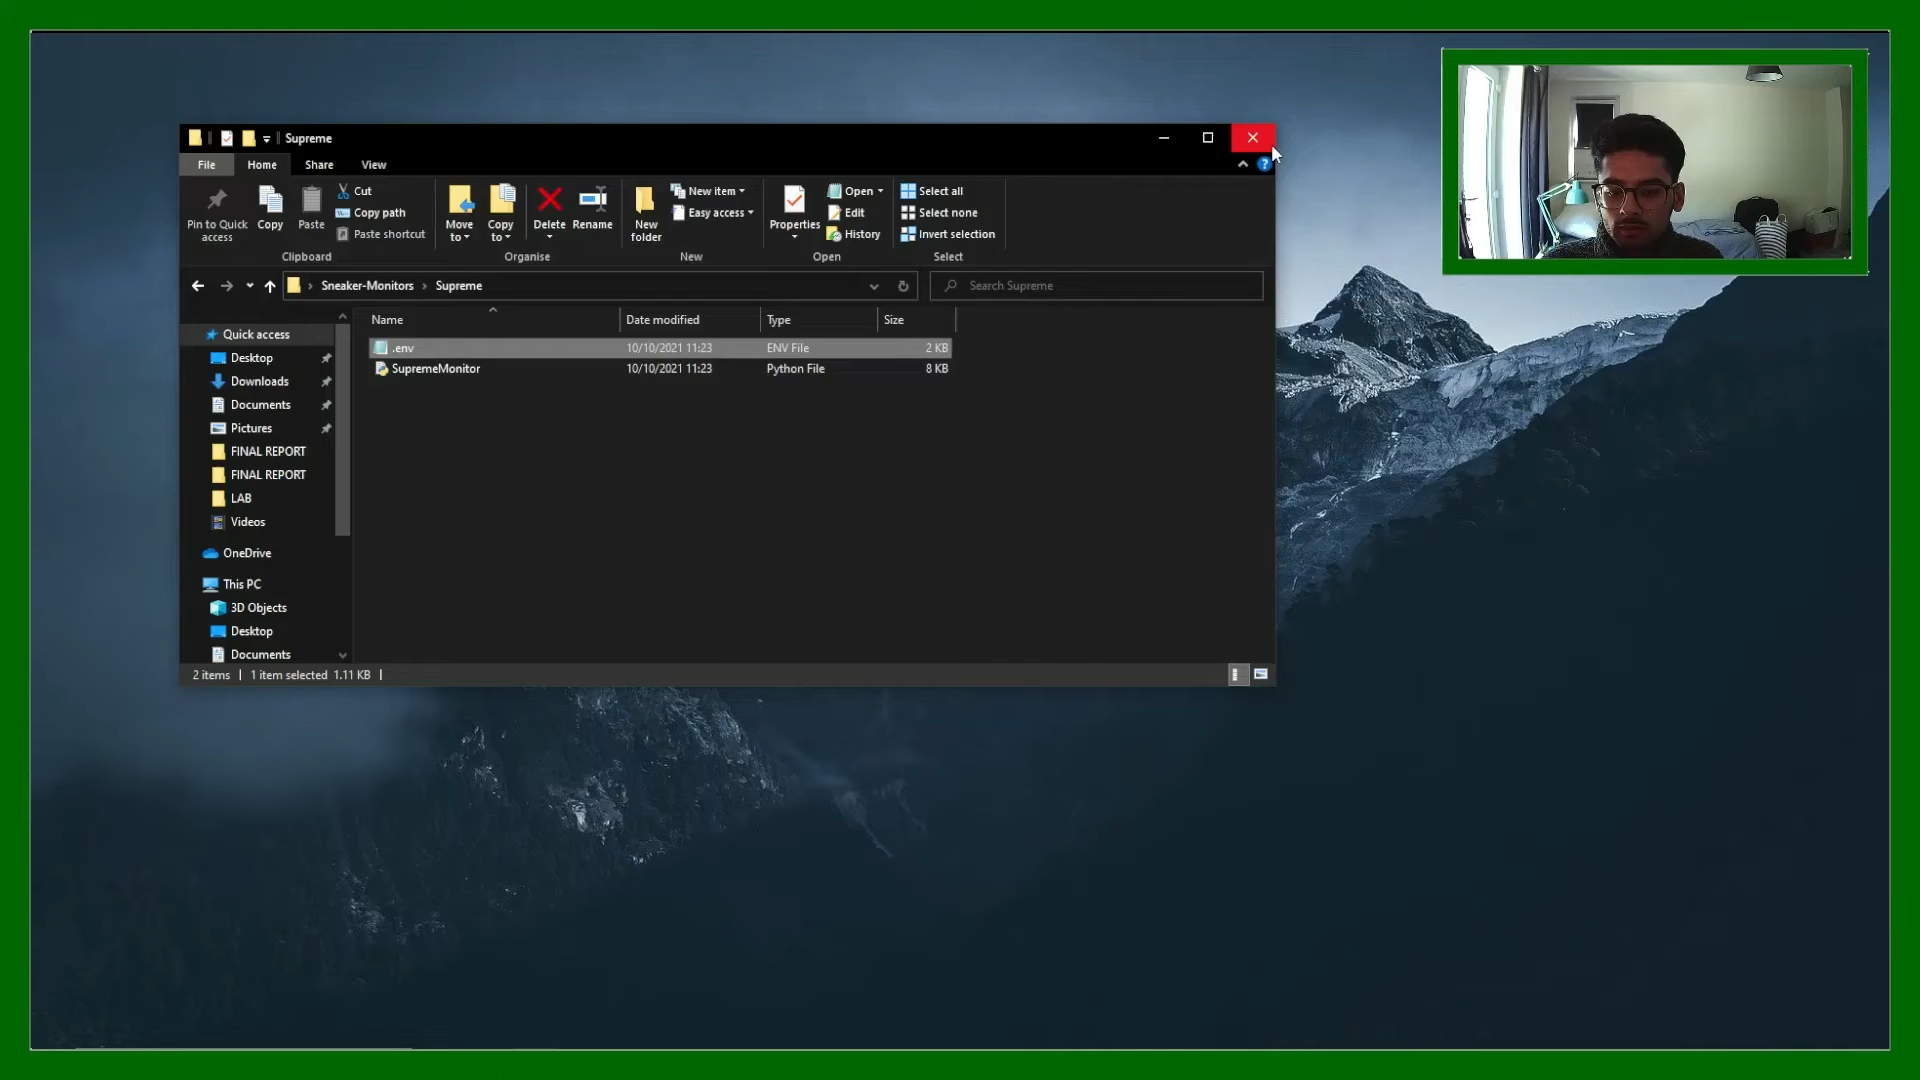 Supreme
File Home Share View
Pin to Quick access
Copy
Paste
Cut
Copy path
Paste shortcut
Clipboard
Move to
Copy to
Delete
Rename
Organise
New folder
New item
Easy access
New
Properties
Open
Edit
History
Open
Select all
Select none
Invert selection
Select
Sneaker-Monitors › Supreme
Search Supreme
Name Date modified Type Size
.env 10/10/2021 11:23 ENV File 2 KB
SupremeMonitor 10/10/2021 11:23 Python File 8 KB
Quick access
Desktop
Downloads
Documents
Pictures
FINAL REPORT
FINAL REPORT
LAB
Videos
OneDrive
This PC
3D Objects
Desktop
Documents
2 items | 1 item selected 1.11 KB |